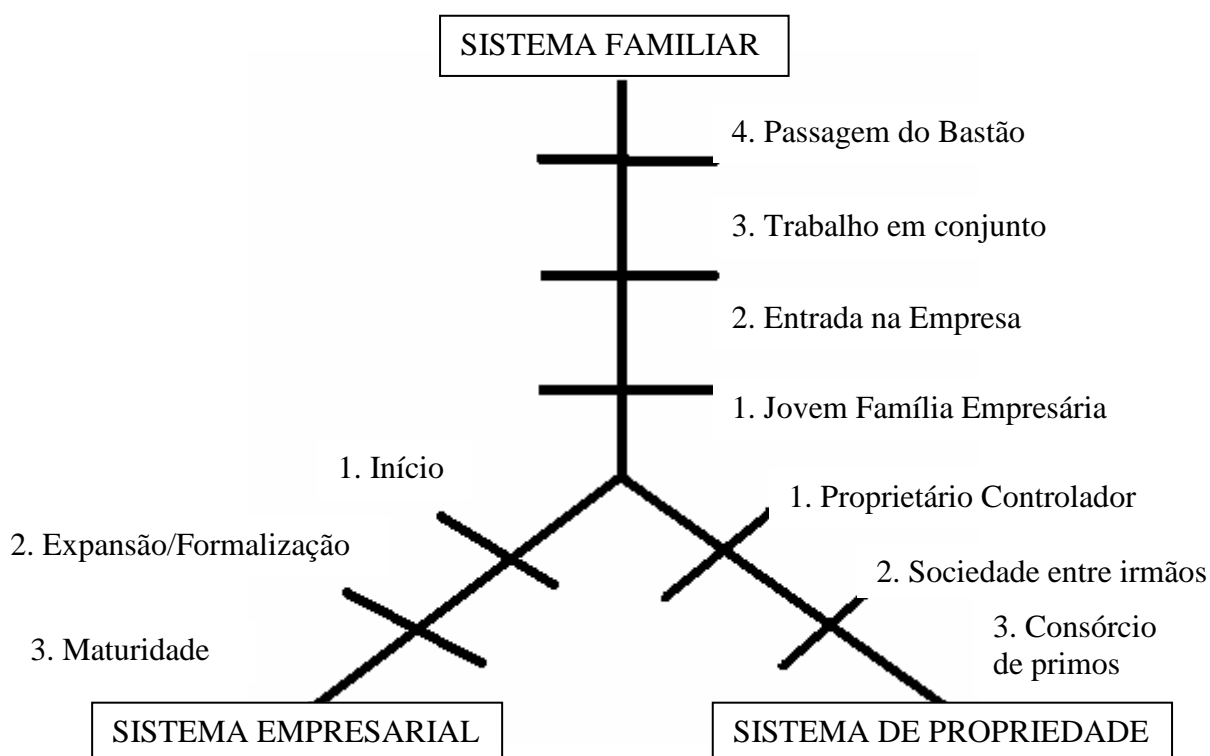 SISTEMA FAMILIAR
4. Passagem do Bastão
3. Trabalho em conjunto
2. Entrada na Empresa
1. Jovem Família Empresária
1. Início
1. Proprietário Controlador
2. Expansão/Formalização
2. Sociedade entre irmãos
3. Maturidade
3. Consórcio
de primos
SISTEMA EMPRESARIAL
SISTEMA DE PROPRIEDADE